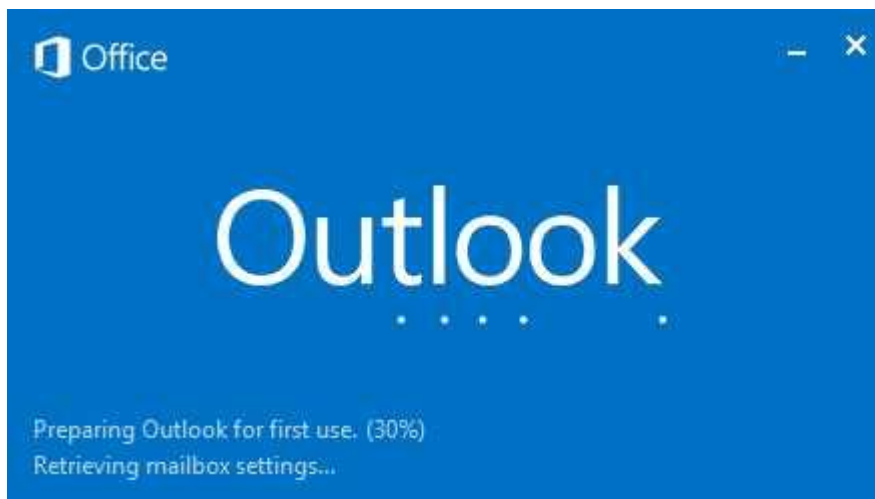 Office
Outlook
Preparing Outlook for first use. (30%)
Retrieving mailbox settings...